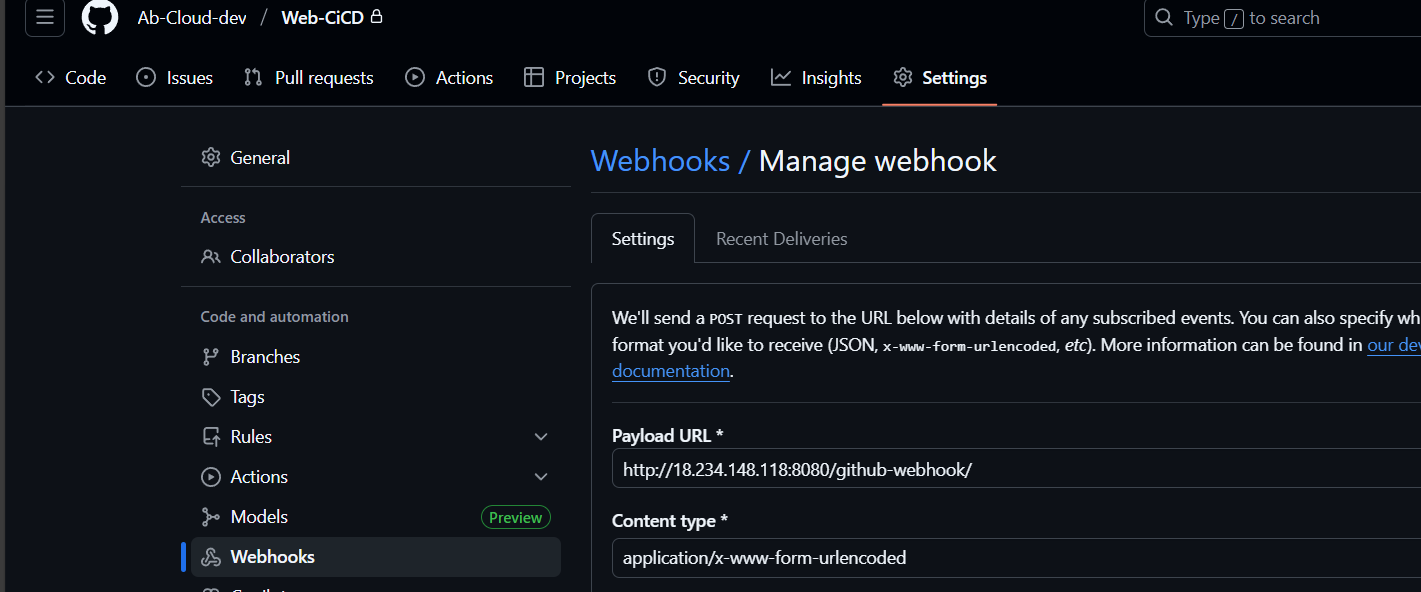 Ab-Cloud-dev / Web-CiCD
Type / to search
Code Issues Pull requests Actions Projects Security Insights Settings
General
Access
Collaborators
Code and automation
Branches
Tags
Rules
Actions
Models Preview
Webhooks
Webhooks / Manage webhook
Settings Recent Deliveries
We'll send a POST request to the URL below with details of any subscribed events. You can also specify wh
format you'd like to receive (JSON, x-www-form-urlencoded, etc). More information can be found in our dev
documentation.
Payload URL *
http://18.234.148.118:8080/github-webhook/
Content type *
application/x-www-form-urlencoded